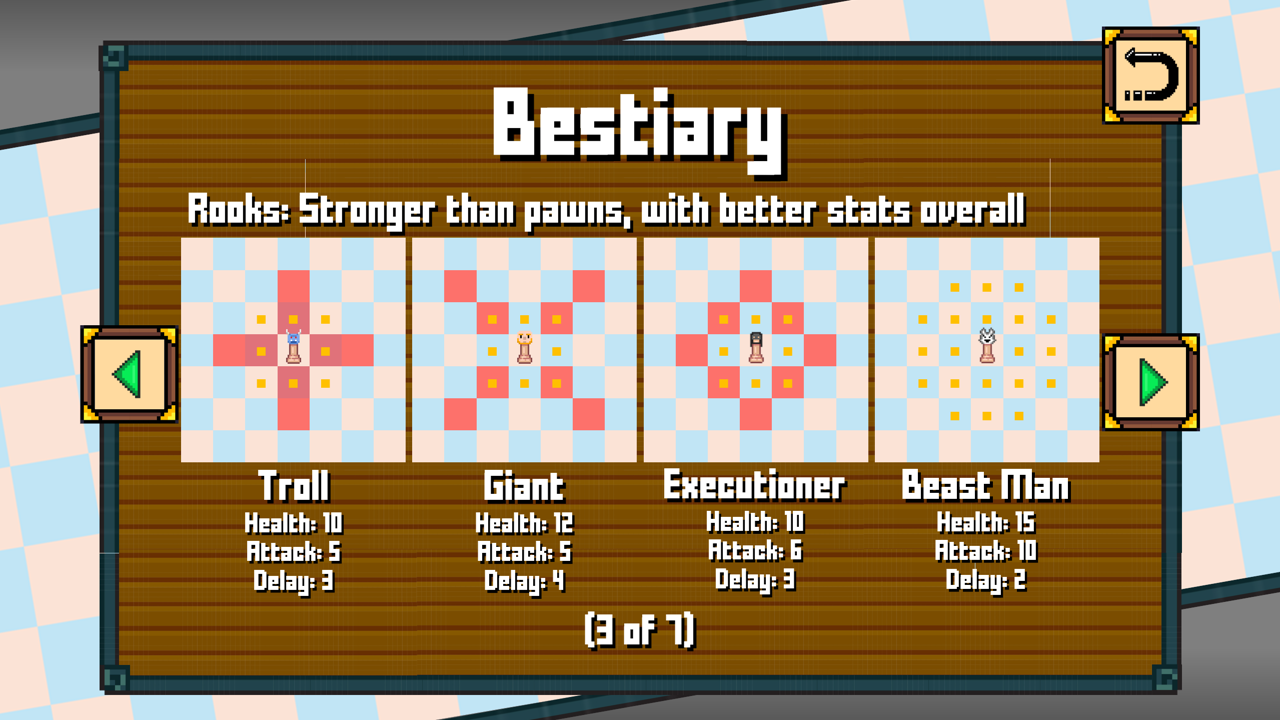 Bestiary
Rooks: Stronger than pawns, with better stats overall
Troll
Health: 10
Attack: 5
Delay: 3
Giant
Health: 12
Attack: 5
Delay: 4
Executioner
Health: 10
Attack: 6
Delay: 3
Beast Man
Health: 15
Attack: 10
Delay: 2
(3 of 7)